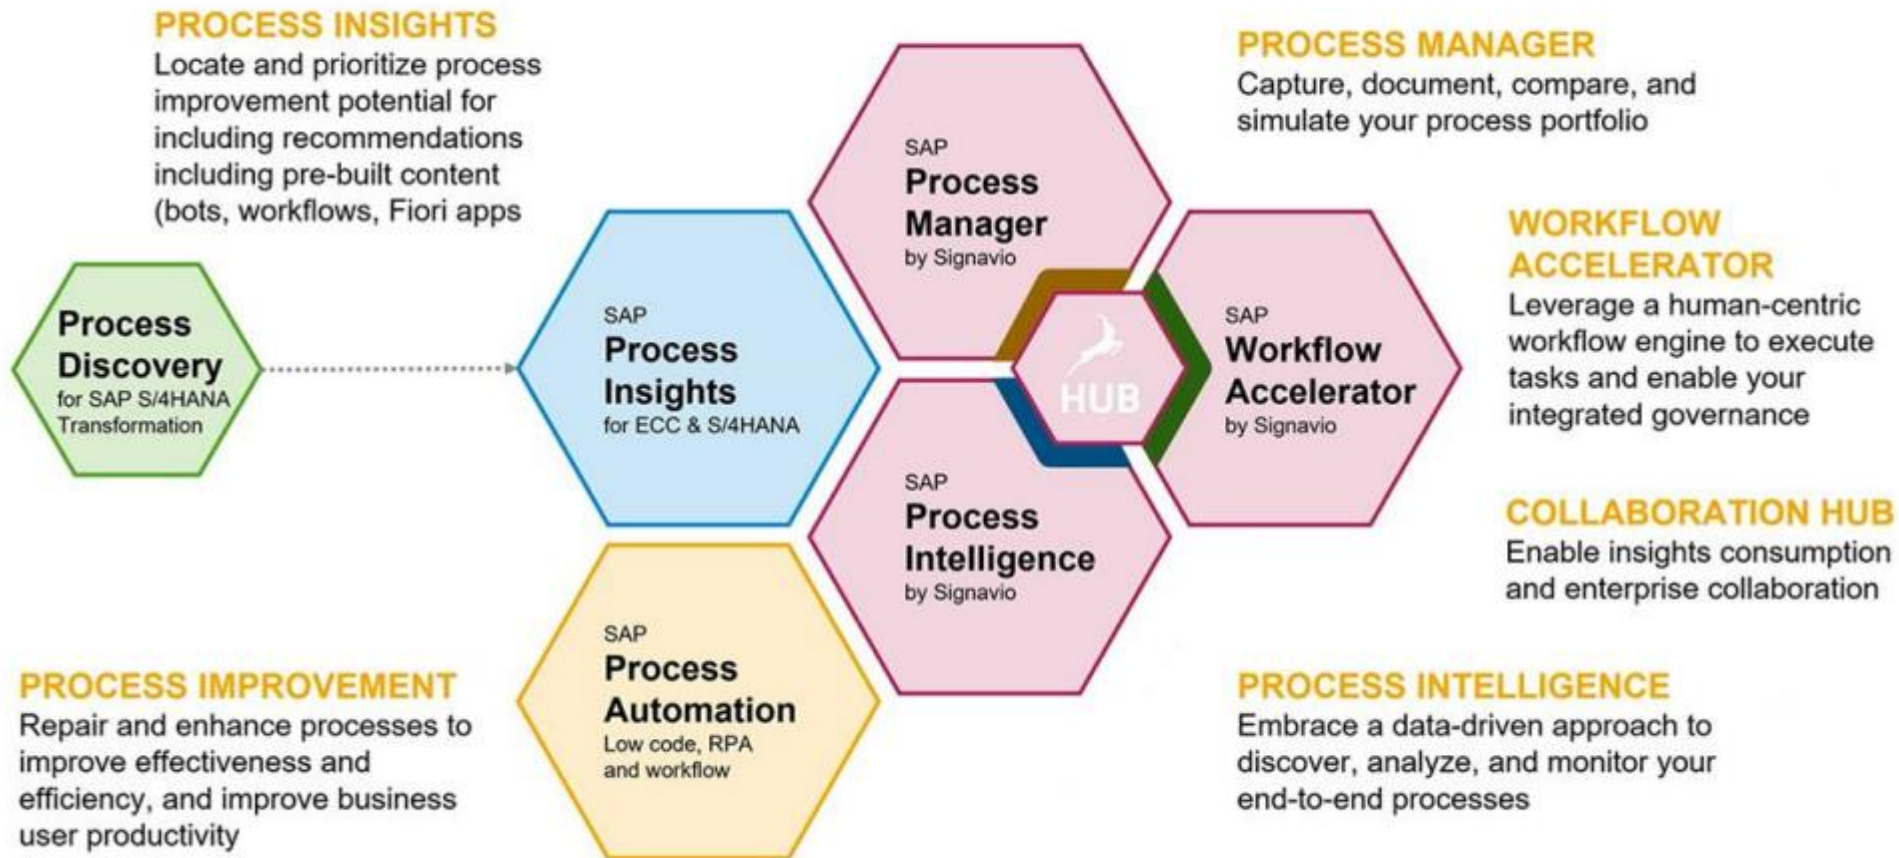 PROCESS INSIGHTS
Locate and prioritize process
improvement potential for
including recommendations
including pre-built content
(bots, workflows, Fiori apps
PROCESS MANAGER
Capture, document, compare, and
simulate your process portfolio
SAP
Process
Manager
by Signavio
WORKFLOW
ACCELERATOR
Leverage a human-centric
workflow engine to execute
tasks and enable your
integrated governance
Process
Discovery
for SAP S/4HANA
Transformation
SAP
Process
Insights
for ECC & S/4HANA
HUB
SAP
Workflow
Accelerator
by Signavio
SAP
Process
Intelligence
by Signavio
COLLABORATION HUB
Enable insights consumption
and enterprise collaboration
SAP
Process
Automation
Low code, RPA
and workflow
PROCESS IMPROVEMENT
Repair and enhance processes to
improve effectiveness and
efficiency, and improve business
user productivity
PROCESS INTELLIGENCE
Embrace a data-driven approach to
discover, analyze, and monitor your
end-to-end processes